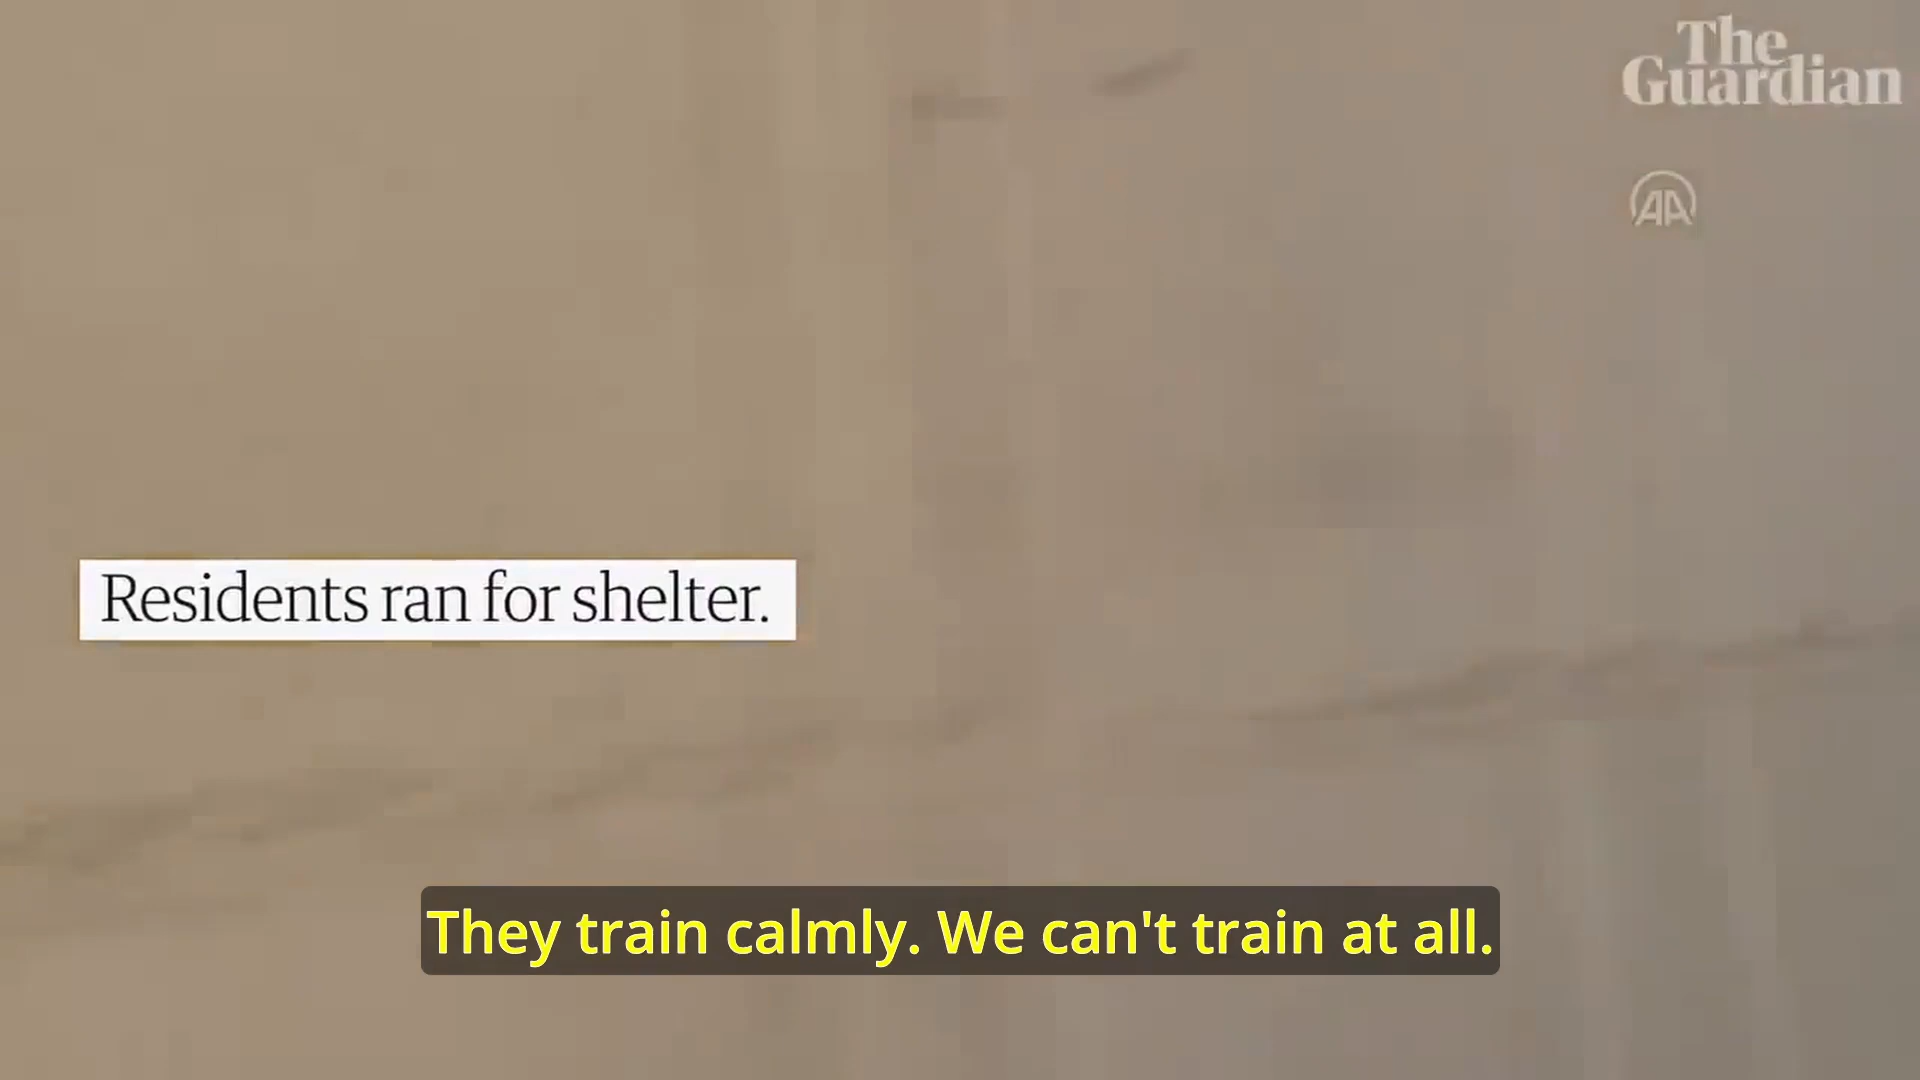 The
Guardian
AA
Residents ran for shelter.
They train calmly. We can't train at all.